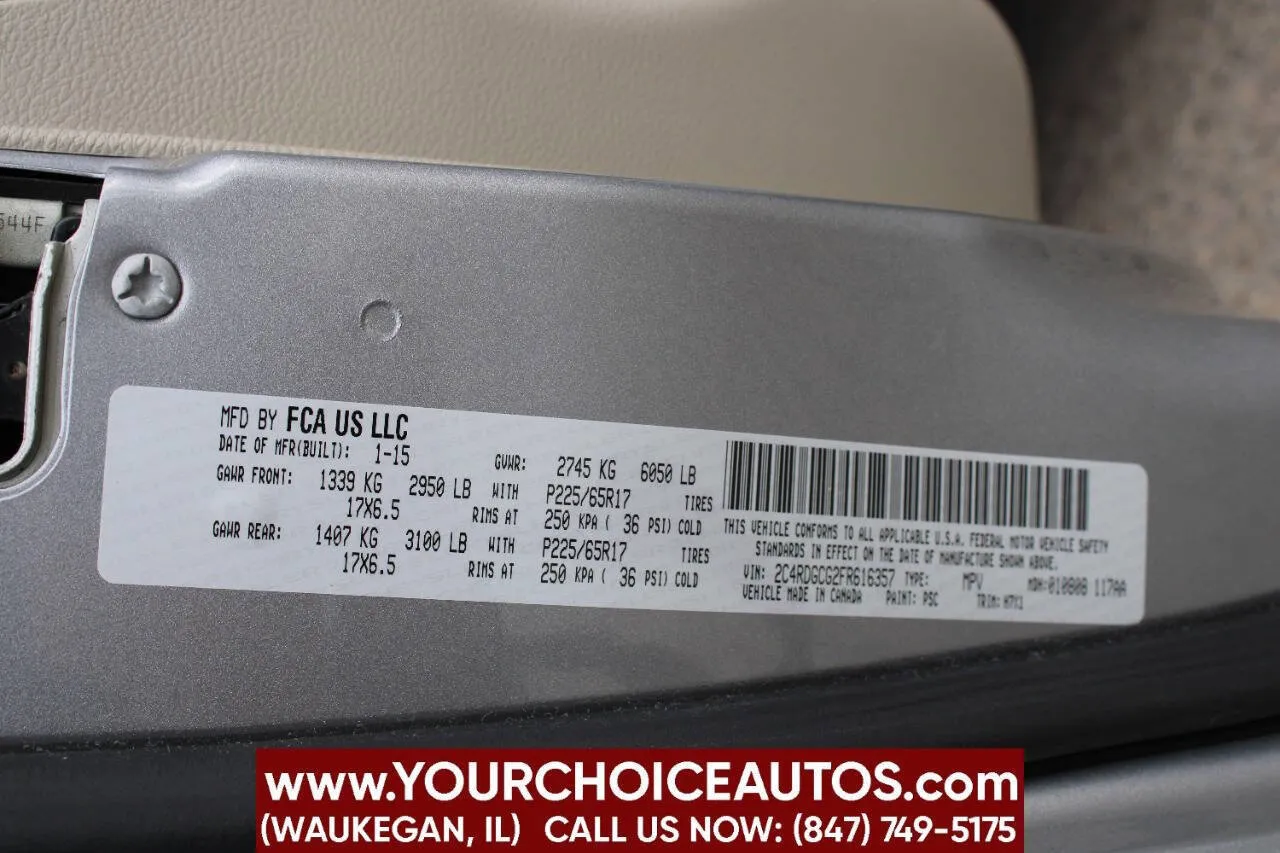 544F
MFD BY FCA US LLC
DATE OF MFR(BUILT): 1-15 GVWR: 2745 KG 6050 LB
GAWR FRONT: 1339 KG 2950 LB WITH P225/65R17 TIRES
17X6.5 RIMS AT 250 KPA ( 36 PSI) COLD
GAWR REAR: 1407 KG 3100 LB WITH P225/65R17 TIRES
17X6.5 RIMS AT 250 KPA ( 36 PSI) COLD
THIS VEHICLE CONFORMS TO ALL APPLICABLE U.S.A. FEDERAL MOTOR VEHICLE SAFETY
STANDARDS IN EFFECT ON THE DATE OF MANUFACTURE SHOWN ABOVE.
VIN: 2C4RDGCG2FR616357 TYPE: MPV MDH:010808 117AA
VEHICLE MADE IN CANADA PAINT: PSC TRIM:
www.YOURCHOICEAUTOS.com
(WAUKEGAN, IL) CALL US NOW: (847) 749-5175